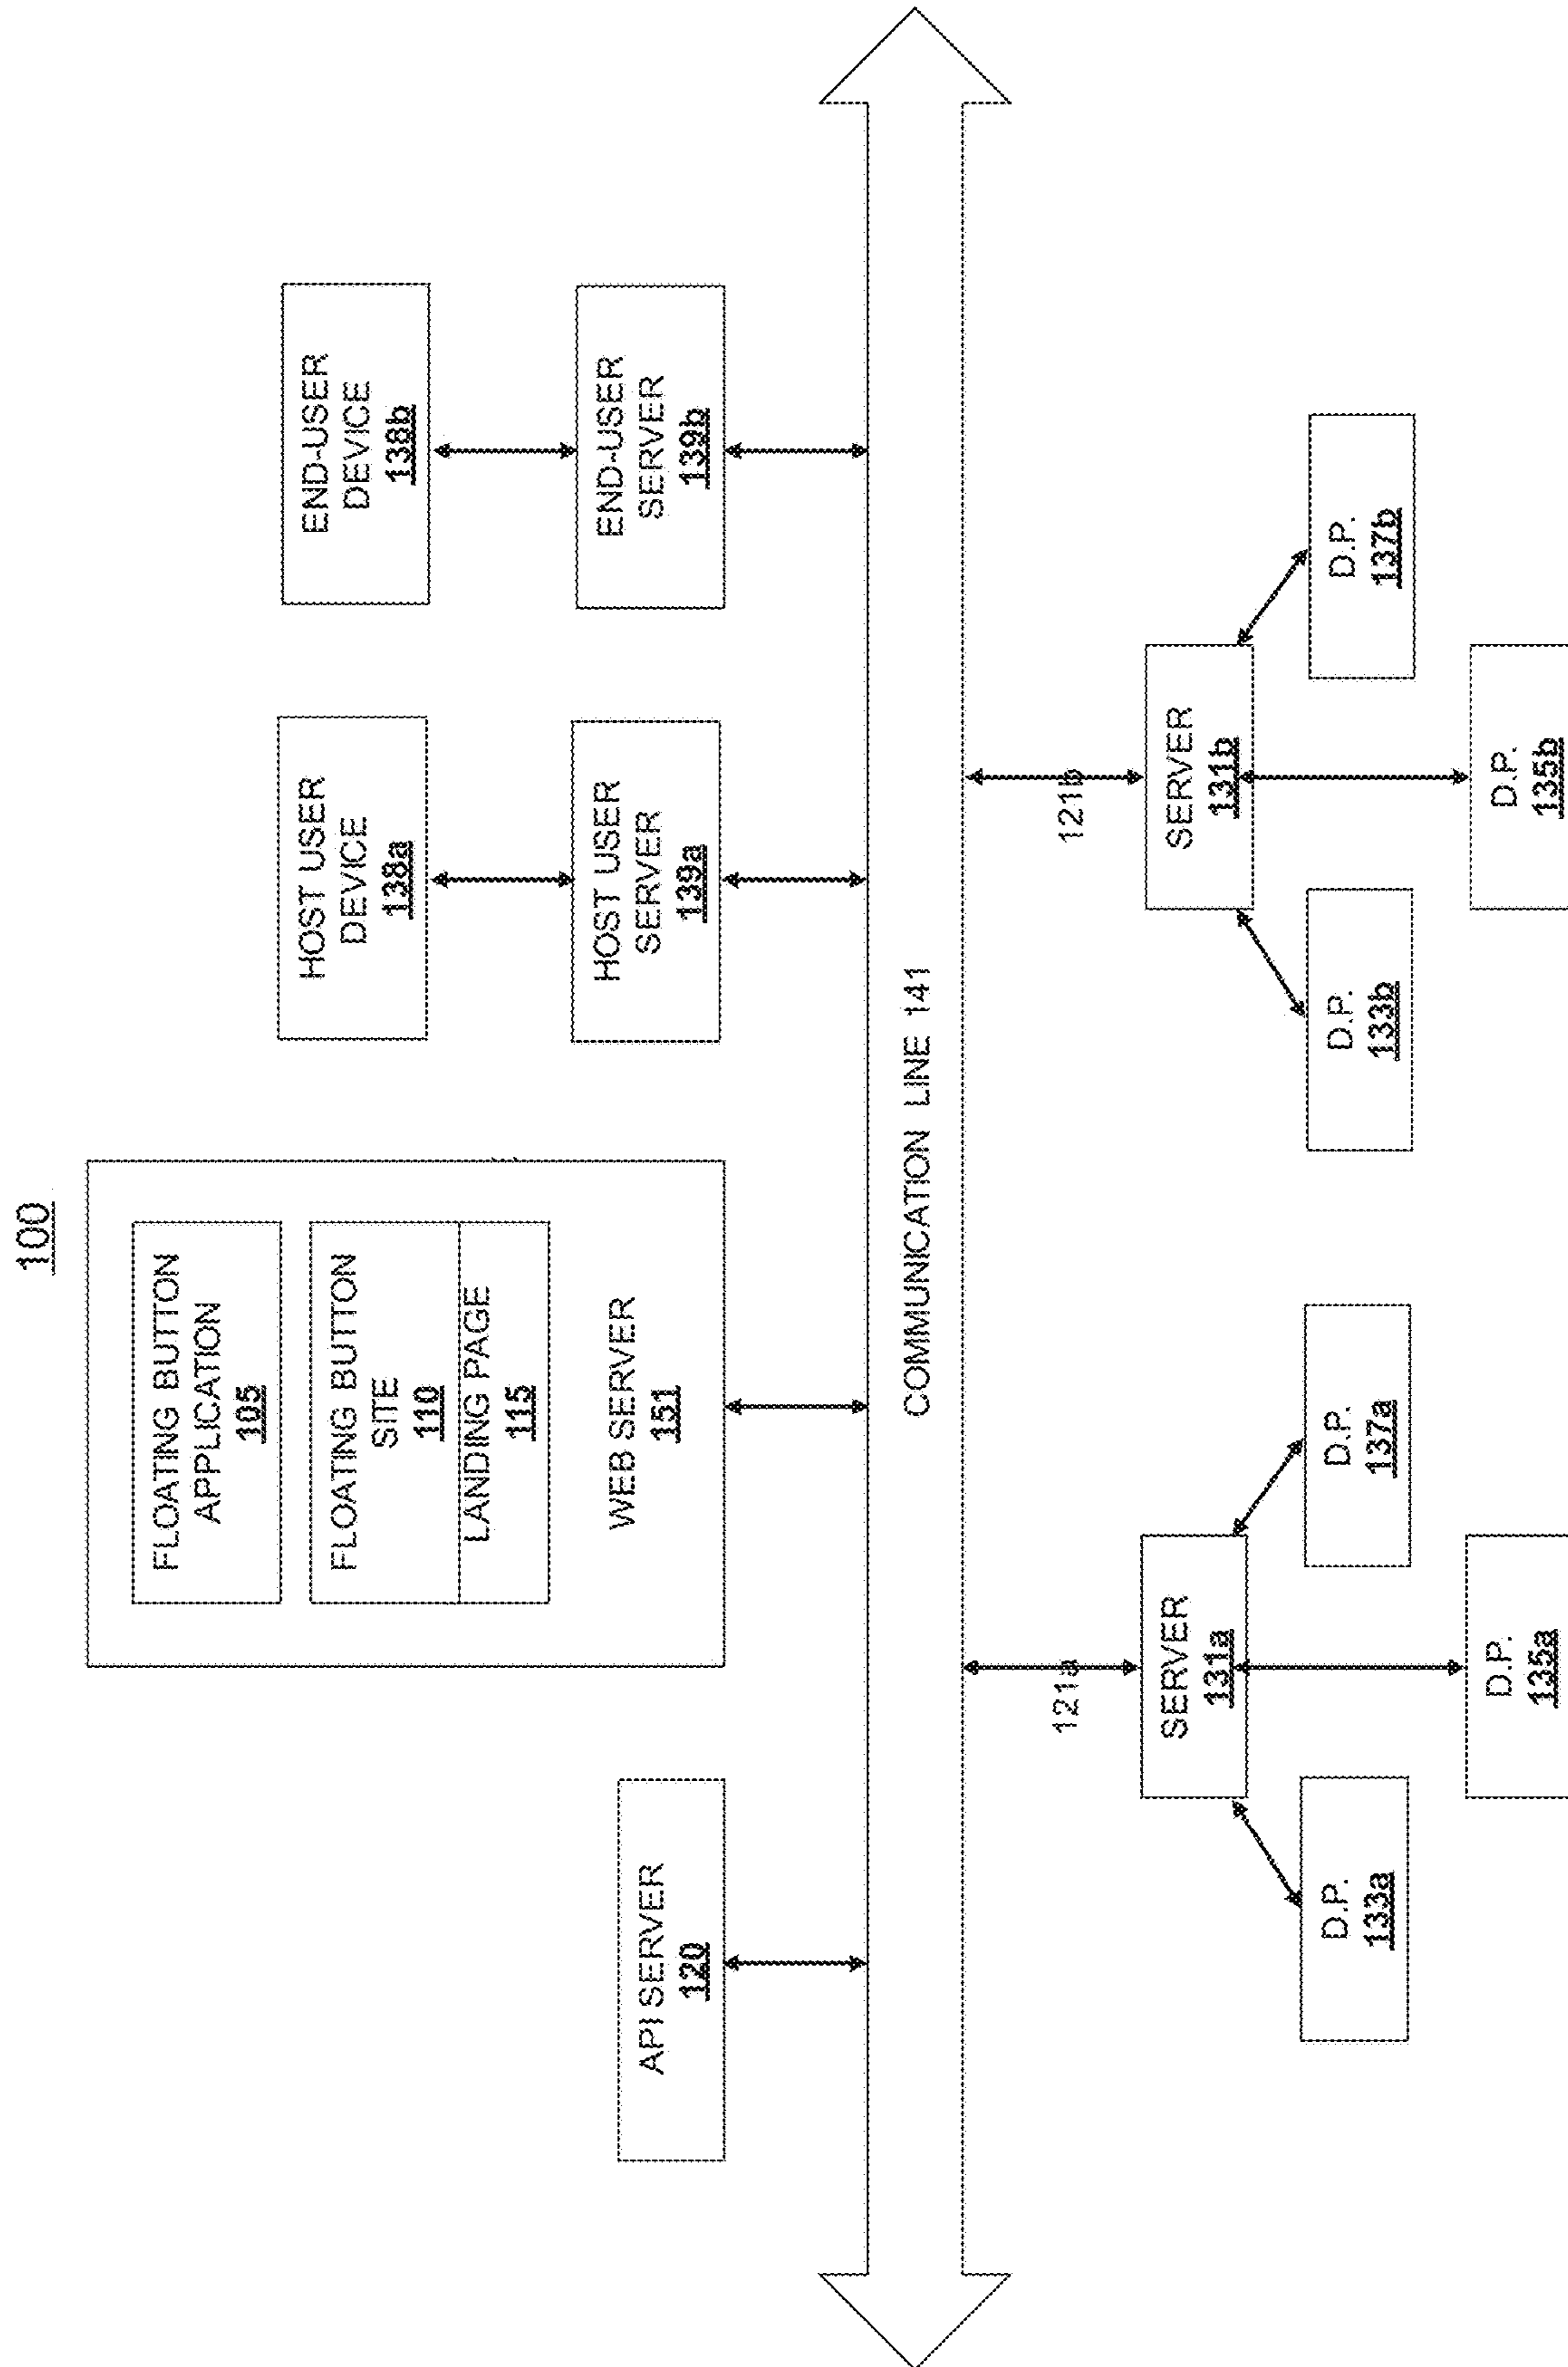 100
FLOATING BUTTON
APPLICATION
105
FLOATING BUTTON
SITE
110
LANDING PAGE
115
WEB SERVER
151
API SERVER
120
HOST USER
DEVICE
138a
HOST USER
SERVER
139a
END-USER
DEVICE
138b
END-USER
SERVER
139b
COMMUNICATION LINE 141
121a
SERVER
131a
D.P.
133a
D.P.
135a
D.P.
137a
121b
SERVER
131b
D.P.
133b
D.P.
135b
D.P.
137b